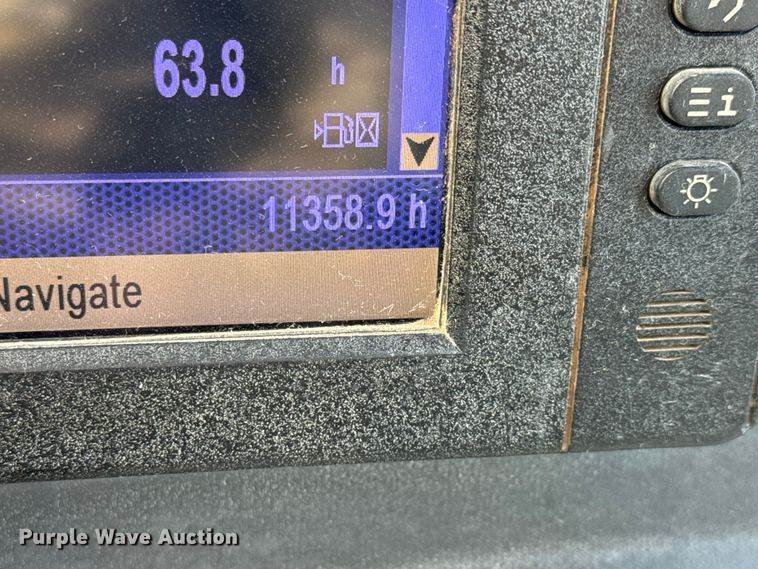 63.8 h
11358.9 h
Navigate
Purple Wave Auction